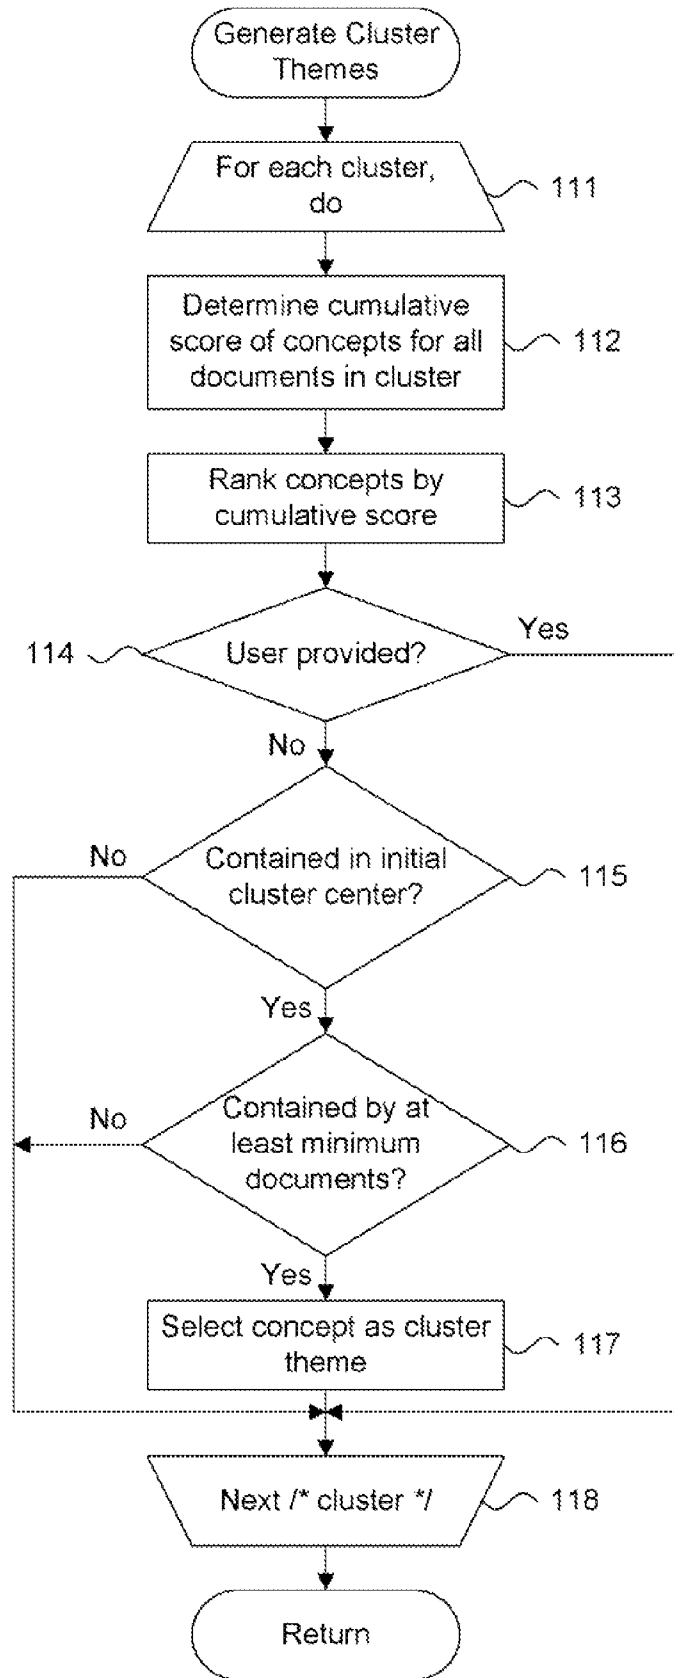 Generate Cluster
Themes
For each cluster,
do
111
Determine cumulative
score of concepts for all
documents in cluster
112
Rank concepts by
cumulative score
113
114
User provided?
Yes
No
No
Contained in initial
cluster center?
115
Yes
No
Contained by at
least minimum
documents?
116
Yes
Select concept as cluster
theme
117
Next /* cluster */
118
Return